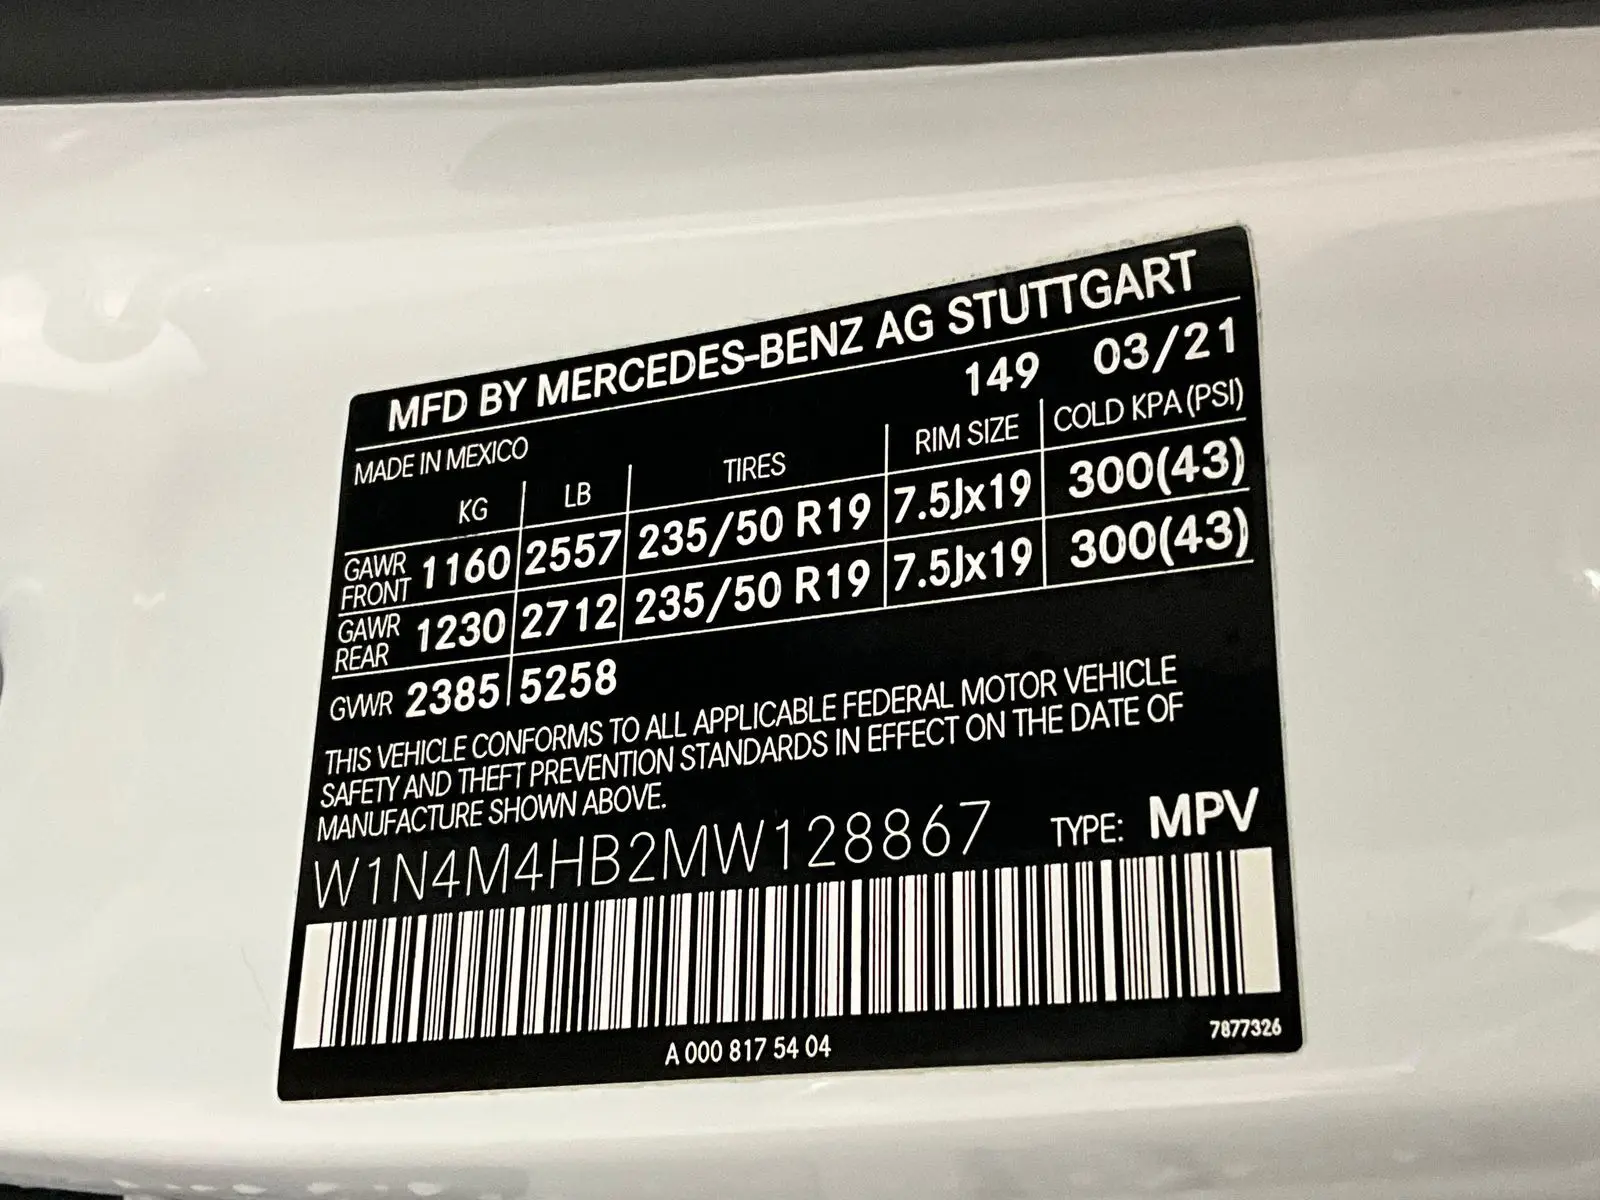 MFD BY MERCEDES-BENZ AG STUTTGART
149 03/21
MADE IN MEXICO
KG LB TIRES RIM SIZE COLD KPA (PSI)
GAWR FRONT 1160 2557 235/50 R19 7.5Jx19 300(43)
GAWR REAR 1230 2712 235/50 R19 7.5Jx19 300(43)
GVWR 2385 5258
THIS VEHICLE CONFORMS TO ALL APPLICABLE FEDERAL MOTOR VEHICLE
SAFETY AND THEFT PREVENTION STANDARDS IN EFFECT ON THE DATE OF
MANUFACTURE SHOWN ABOVE.
W1N4M4HB2MW128867 TYPE: MPV
A 000 817 54 04
7877326